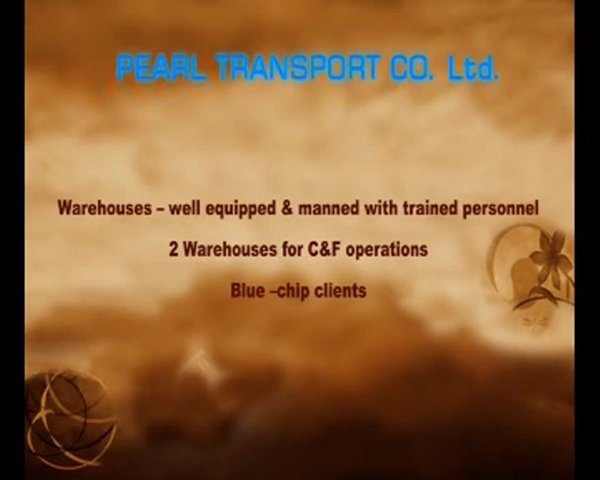 PEARL TRANSPORT CO. Ltd.
Warehouses – well equipped & manned with trained personnel
2 Warehouses for C&F operations
Blue –chip clients